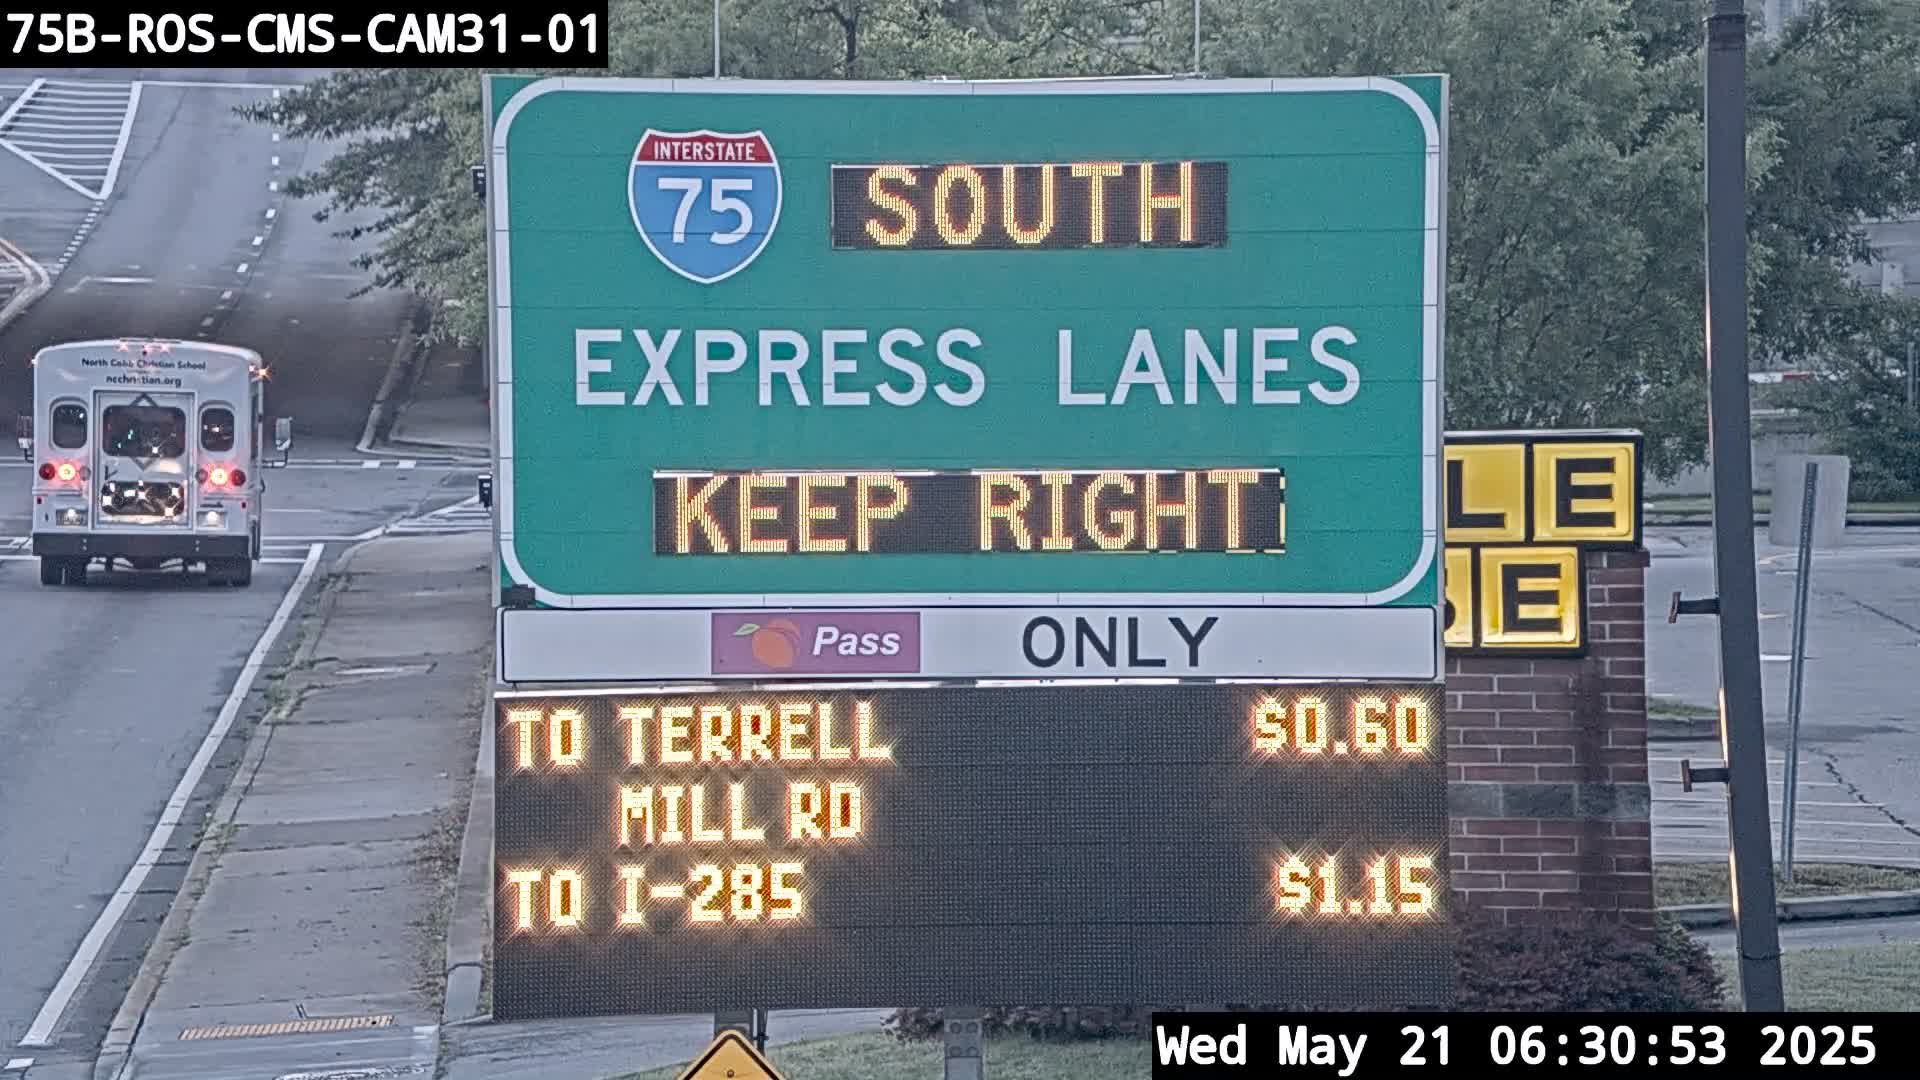 75B-ROS-CMS-CAM31-01
INTERSTATE
75
SOUTH
EXPRESS LANES
KEEP RIGHT
Pass ONLY
TO TERRELL $0.60
MILL RD
TO I-285 $1.15
North Cobb Christian School
ncchristian.org
LE
E
Wed May 21 06:30:53 2025